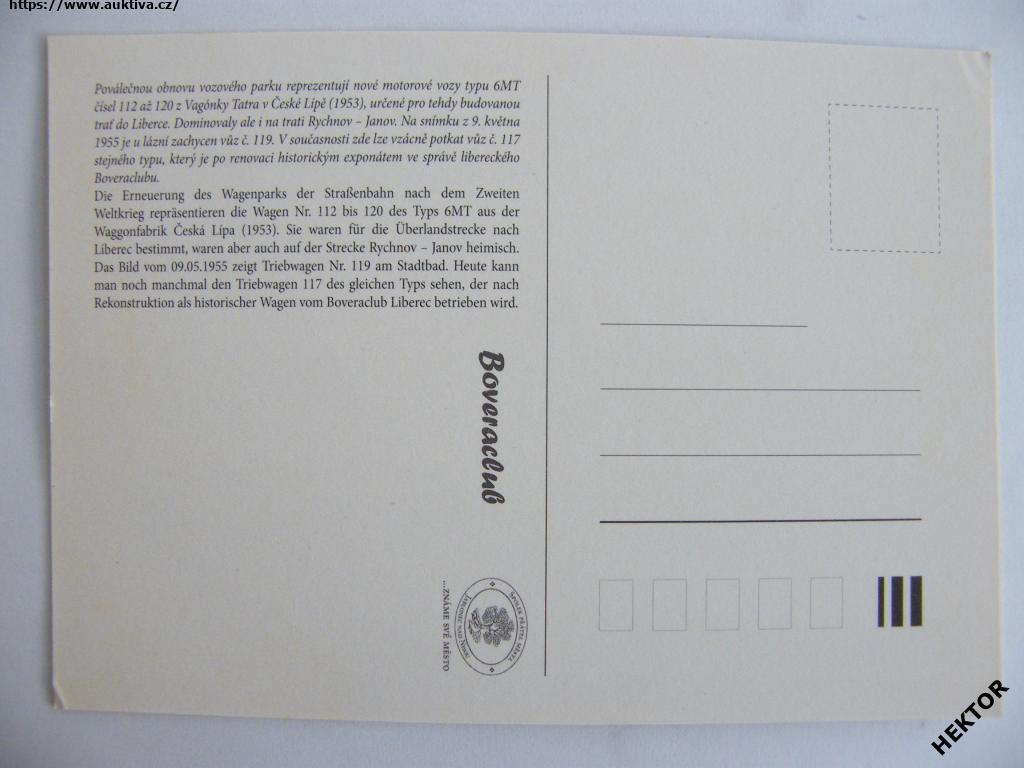 https://www.auktiva.cz/
Poválečnou obnovu vozového parku reprezentují nové motorové vozy typu 6MT
čísel 112 až 120 z Vagónky Tatra v České Lípě (1953), určené pro tehdy budovanou
trať do Liberce. Dominovaly ale i na trati Rychnov – Janov. Na snímku z 9. května
1955 je u lázní zachycen vůz č. 119. V současnosti zde lze vzácně potkat vůz č. 117
stejného typu, který je po renovaci historickým exponátem ve správě libereckého
Boveraclubu.
Die Erneuerung des Wagenparks der Straßenbahn nach dem Zweiten
Weltkrieg repräsentieren die Wagen Nr. 112 bis 120 des Typs 6MT aus der
Waggonfabrik Česká Lípa (1953). Sie waren für die Überlandstrecke nach
Liberec bestimmt, waren aber auch auf der Strecke Rychnov – Janov heimisch.
Das Bild vom 09.05.1955 zeigt Triebwagen Nr. 119 am Stadtbad. Heute kann
man noch manchmal den Triebwagen 117 des gleichen Typs sehen, der nach
Rekonstruktion als historischer Wagen vom Boveraclub Liberec betrieben wird.
Boveraclub
SPOLEK PŘÁTEL MĚSTA
JABLONEC NAD NISOU
...ZNÁME SVÉ MĚSTO
HEKTOR